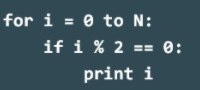 for i = 0 to N:
    if i % 2 == 0:
        print i